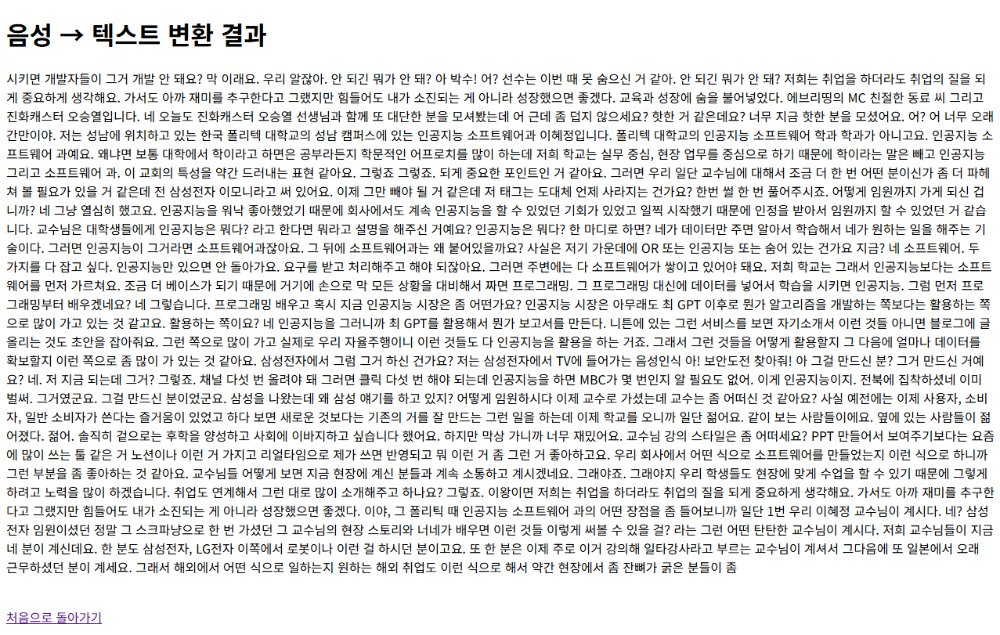 음성 → 텍스트 변환 결과
시키면 개발자들이 그거 개발 안 돼요? 막 이래요. 우리 알잖아. 안 되긴 뭐가 안 돼? 아 박수! 어? 선수는 이번 때 못 숨으신 거 같아. 안 되긴 뭐가 안 돼? 저희는 취업을 하더라도 취업의 질을 되
게 중요하게 생각해요. 가서도 아까 재미를 추구한다고 그랬지만 힘들어도 내가 소진되는 게 아니라 성장했으면 좋겠다. 교육과 성장에 숨을 불어넣었다. 에브리띵의 MC 친절한 동료 씨 그리고
진화캐스터 오승열입니다. 네 오늘도 진화캐스터 오승열 선생님과 함께 또 대단한 분을 모셔봤는데 어 근데 좀 덥지 않으세요? 핫한 거 같은데요? 너무 지금 핫한 분을 모셨어요. 어? 어 너무 오래
간만이야. 저는 성남에 위치하고 있는 한국 폴리텍 대학교의 성남 캠퍼스에 있는 인공지능 소프트웨어과 이혜정입니다. 폴리텍 대학교의 인공지능 소프트웨어 학과 학과가 아니고요. 인공지능 소
프트웨어 과예요. 왜냐면 보통 대학에서 학이라고 하면은 공부라든지 학문적인 어프로치를 많이 하는데 저희 학교는 실무 중심, 현장 업무를 중심으로 하기 때문에 학이라는 말은 빼고 인공지능
그리고 소프트웨어 과. 이 교회의 특성을 약간 드러내는 표현 같아요. 그렇죠 그렇죠. 되게 중요한 포인트인 거 같아요. 그러면 우리 일단 교수님에 대해서 조금 더 한 번 어떤 분이신가 좀 더 파헤
쳐 볼 필요가 있을 거 같은데 전 삼성전자 이모니라고 써 있어요. 이제 그만 빼야 될 거 같은데 저 태그는 도대체 언제 사라지는 건가요? 한번 썰 한 번 풀어주시죠. 어떻게 임원까지 가게 되신 겁
니까? 네 그냥 열심히 했고요. 인공지능을 워낙 좋아했었기 때문에 회사에서도 계속 인공지능을 할 수 있었던 기회가 있었고 일찍 시작했기 때문에 인정을 받아서 임원까지 할 수 있었던 거 같습
니다. 교수님은 대학생들에게 인공지능은 뭐다? 라고 한다면 뭐라고 설명을 해주신 거예요? 인공지능은 뭐다? 한 마디로 하면? 네가 데이터만 주면 알아서 학습해서 네가 원하는 일을 해주는 기
술이다. 그러면 인공지능이 그거라면 소프트웨어과잖아요. 그 뒤에 소프트웨어과는 왜 붙어있을까요? 사실은 저기 가운데에 OR 또는 인공지능 또는 숨어 있는 건가요 지금? 네 소프트웨어. 두
가지를 다 잡고 싶다. 인공지능만 있으면 안 돌아가요. 요구를 받고 처리해주고 해야 되잖아요. 그러면 주변에는 다 소프트웨어가 쌓이고 있어야 돼요. 저희 학교는 그래서 인공지능보다는 소프트
웨어를 먼저 가르쳐요. 조금 더 베이스가 되기 때문에 거기에 손으로 막 모든 상황을 대비해서 짜면 프로그래밍. 그 프로그래밍 대신에 데이터를 넣어서 학습을 시키면 인공지능. 그럼 먼저 프로
그래밍부터 배우겠네요? 네 그렇습니다. 프로그래밍 배우고 혹시 지금 인공지능 시장은 좀 어떤가요? 인공지능 시장은 아무래도 최 GPT 이후로 뭔가 알고리즘을 개발하는 쪽보다는 활용하는 쪽
으로 많이 가고 있는 것 같고요. 활용하는 쪽이요? 네 인공지능을 그러니까 최 GPT를 활용해서 뭔가 보고서를 만든다. 니튼에 있는 그런 서비스를 보면 자기소개서 이런 것들 아니면 블로그에 글
올리는 것도 초안을 잡아줘요. 그런 쪽으로 많이 가고 실제로 우리 자율주행이니 이런 것들도 다 인공지능을 활용을 하는 거죠. 그래서 그런 것들을 어떻게 활용할지 그 다음에 얼마나 데이터를
확보할지 이런 쪽으로 좀 많이 가 있는 것 같아요. 삼성전자에서 그럼 그거 하신 건가요? 저는 삼성전자에서 TV에 들어가는 음성인식 아! 보안도전 찾아줘! 아 그걸 만드신 분? 그거 만드신 거예
요? 네. 저 지금 되는데 그거? 그렇죠. 채널 다섯 번 올려야 돼 그러면 클릭 다섯 번 해야 되는데 인공지능을 하면 MBC가 몇 번인지 알 필요도 없어. 이게 인공지능이지. 전북에 집착하셨네 이미
벌써. 그거였군요. 그걸 만드신 분이었군요. 삼성을 나왔는데 왜 삼성 얘기를 하고 있지? 어떻게 임원하시다 이제 교수로 가셨는데 교수는 좀 어떠신 것 같아요? 사실 예전에는 이제 사용자, 소비
자, 일반 소비자가 쓴다는 즐거움이 있었고 하다 보면 새로운 것보다는 기존의 거를 잘 만드는 그런 일을 하는데 이제 학교를 오니까 일단 젊어요. 같이 보는 사람들이에요. 옆에 있는 사람들이 젊
어졌다. 젊어. 솔직히 겉으로는 후학을 양성하고 사회에 이바지하고 싶습니다 했어요. 하지만 막상 가니까 너무 재밌어요. 교수님 강의 스타일은 좀 어떠세요? PPT 만들어서 보여주기보다는 요즘
에 많이 쓰는 툴 같은 거 노션이나 이런 거 가지고 리얼타임으로 제가 쓰면 반영되고 뭐 이런 거 좀 그런 거 좋아하고요. 우리 회사에서 어떤 식으로 소프트웨어를 만들었는지 이런 식으로 하니까
그런 부분을 좀 좋아하는 것 같아요. 교수님들 어떻게 보면 지금 현장에 계신 분들과 계속 소통하고 계시겠네요. 그래야죠. 그래야지 우리 학생들도 현장에 맞게 수업을 할 수 있기 때문에 그렇게
하려고 노력을 많이 하겠습니다. 취업도 연계해서 그런 대로 많이 소개해주고 하나요? 그렇죠. 이왕이면 저희는 취업을 하더라도 취업의 질을 되게 중요하게 생각해요. 가서도 아까 재미를 추구한
다고 그랬지만 힘들어도 내가 소진되는 게 아니라 성장했으면 좋겠다. 이야, 그 폴리틱 때 인공지능 소프트웨어 과의 어떤 장점을 좀 들어보니까 일단 1번 우리 이혜정 교수님이 계시다. 네? 삼성
전자 임원이셨던 정말 그 스크파냥으로 한 번 가셨던 그 교수님의 현장 스토리와 너네가 배우면 이런 것들 이렇게 써볼 수 있을 걸? 라는 그런 어떤 탄탄한 교수님이 계시다. 저희 교수님들이 지금
네 분이 계신데요. 한 분도 삼성전자, LG전자 이쪽에서 로봇이나 이런 걸 하시던 분이고요. 또 한 분은 이제 주로 이거 강의해 일타강사라고 부르는 교수님이 계셔서 그다음에 또 일본에서 오래
근무하셨던 분이 계세요. 그래서 해외에서 어떤 식으로 일하는지 원하는 해외 취업도 이런 식으로 해서 약간 현장에서 좀 잔뼈가 굵은 분들이 좀
처음으로 돌아가기